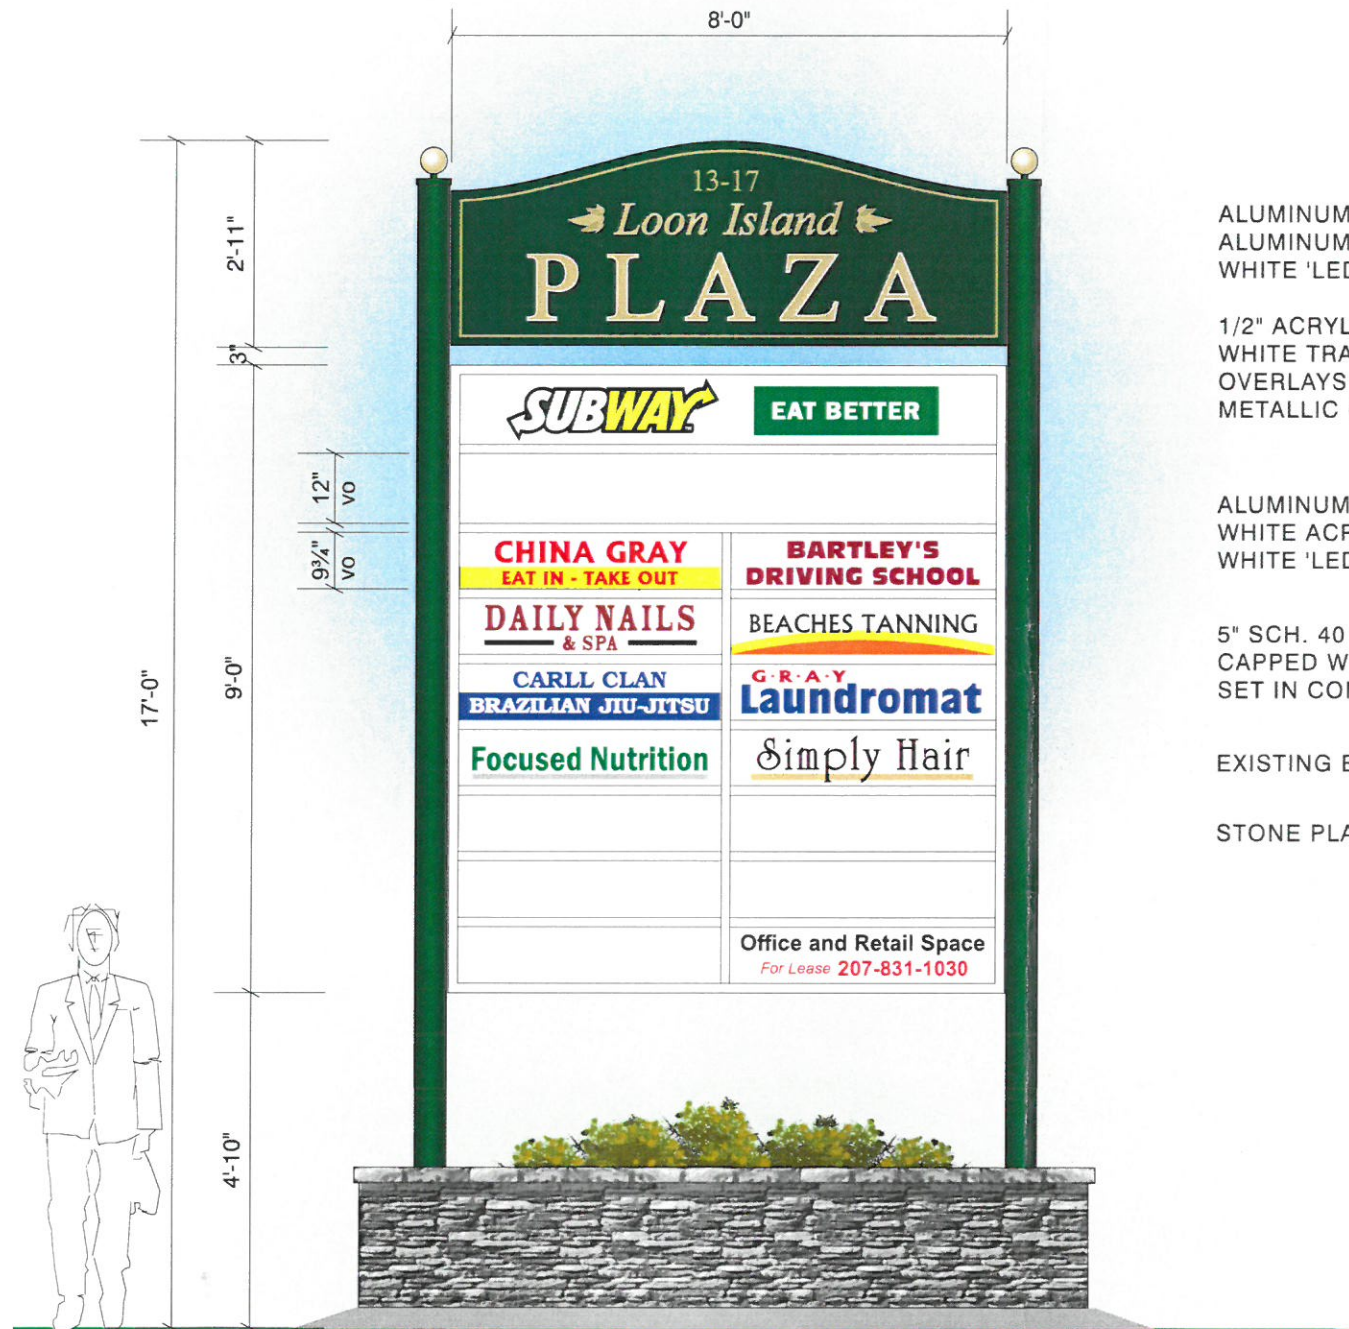 8'-0"
2'-11"
3"
12"
VO
9¾"
VO
17'-0"
9'-0"
4'-10"
13-17
Loon Island
PLAZA
SUBWAY
EAT BETTER
CHINA GRAY
EAT IN - TAKE OUT
BARTLEY'S
DRIVING SCHOOL
DAILY NAILS
& SPA
BEACHES TANNING
CARLL CLAN
BRAZILIAN JIU-JITSU
G·R·A·Y
Laundromat
Focused Nutrition
Simply Hair
Office and Retail Space
For Lease 207-831-1030
ALUMINUM
ALUMINUM
WHITE 'LED
1/2" ACRYL
WHITE TRA
OVERLAYS
METALLIC
ALUMINUM
WHITE ACR
WHITE 'LED
5" SCH. 40
CAPPED W
SET IN CO
EXISTING
STONE PLA